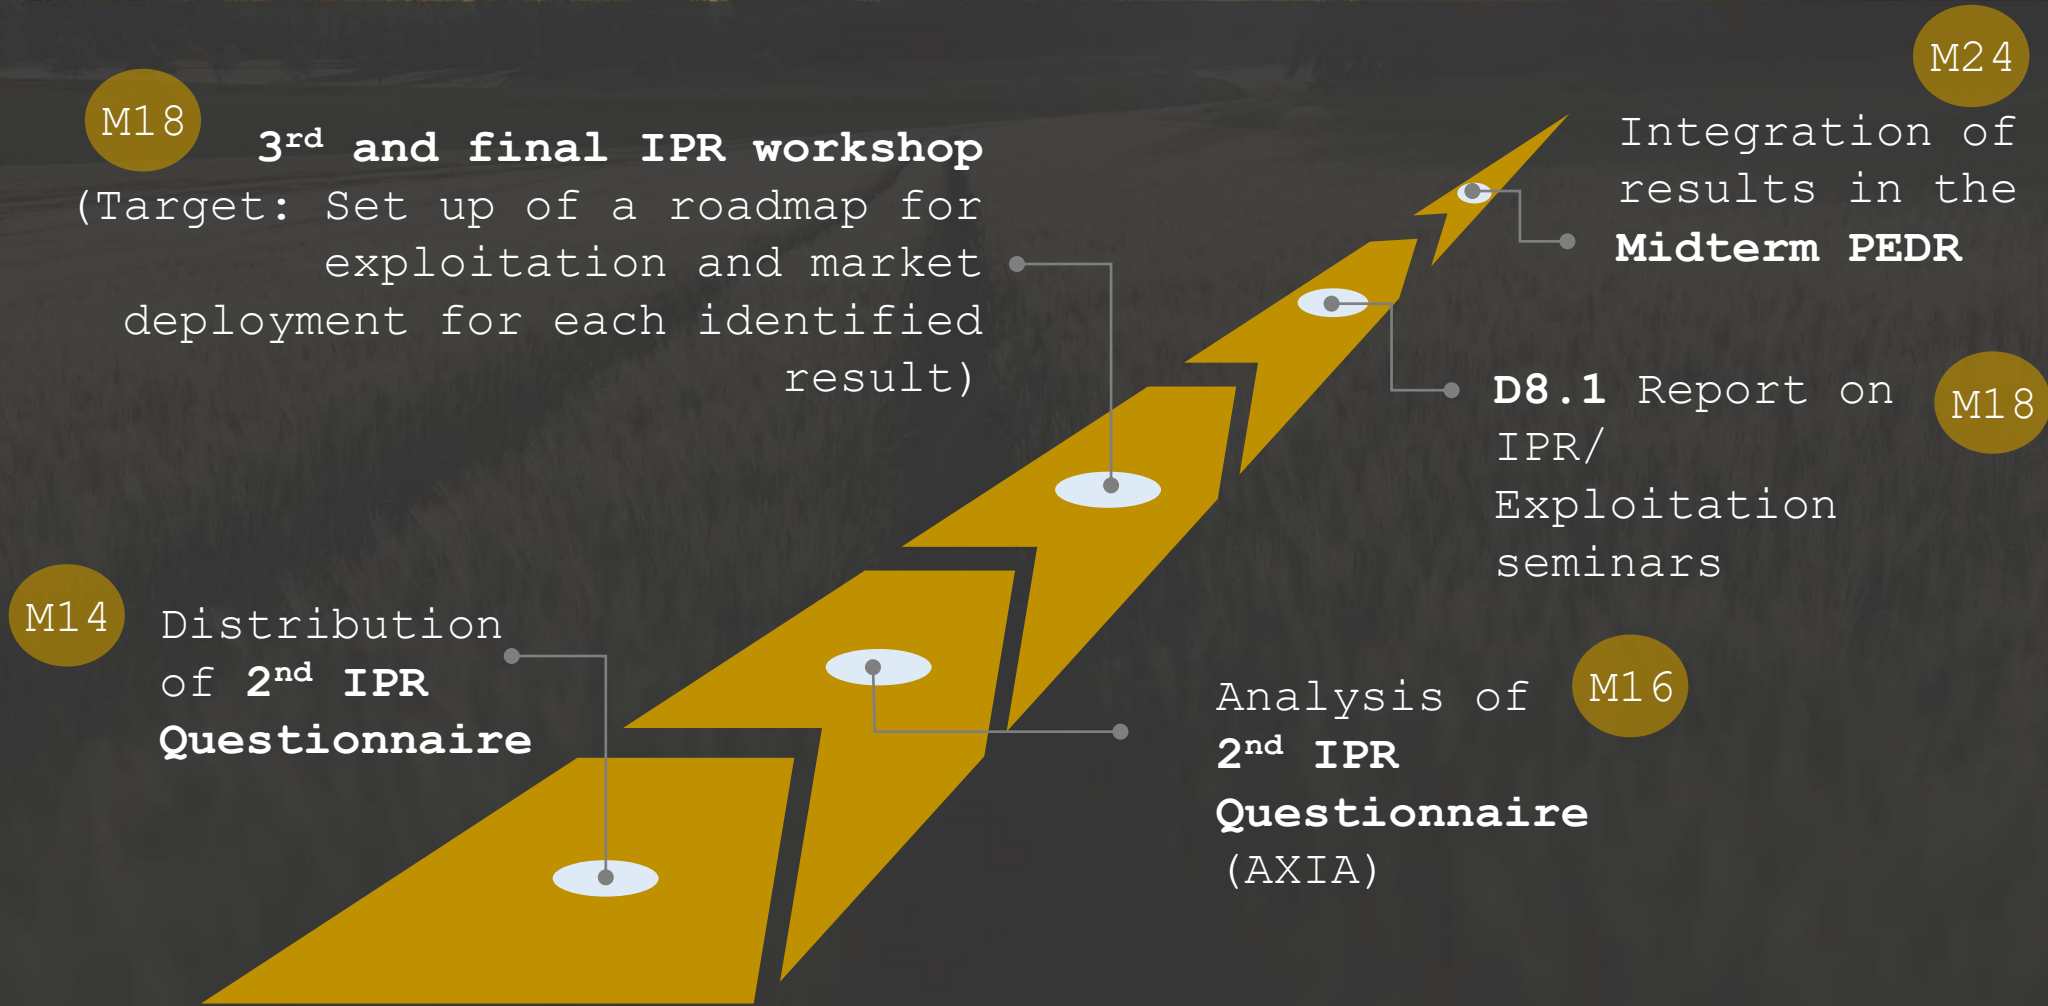 M18
3rd and final IPR workshop
(Target: Set up of a roadmap for
exploitation and market
deployment for each identified
result)
M24
Integration of
results in the
Midterm PEDR
D8.1 Report on
IPR/
Exploitation
seminars
M18
M14
Distribution
of 2nd IPR
Questionnaire
Analysis of
2nd IPR
Questionnaire
(AXIA)
M16